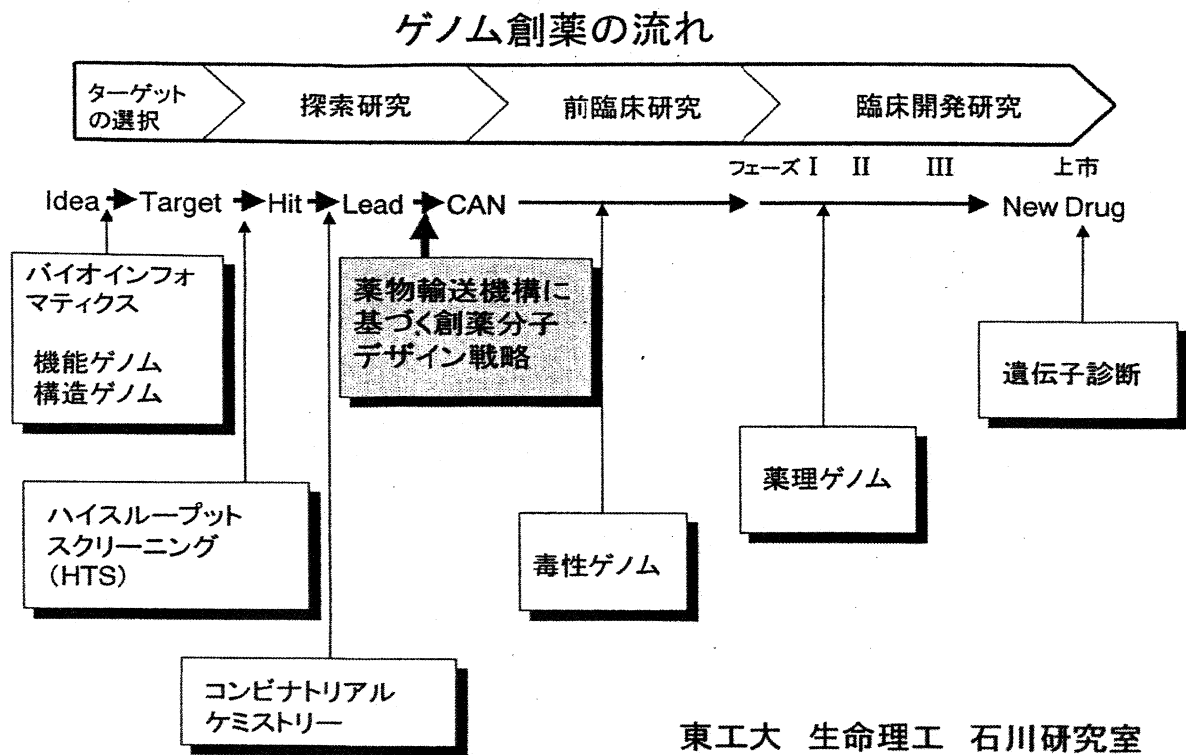 ゲノム創薬の流れ
ターゲット
の選択
探索研究
前臨床研究
臨床開発研究
フェーズ I II III 上市
Idea Target Hit Lead CAN New Drug
バイオインフォ
マティクス
機能ゲノム
構造ゲノム
薬物輸送機構に
基づく創薬分子
デザイン戦略
遺伝子診断
薬理ゲノム
ハイスループット
スクリーニング
(HTS)
毒性ゲノム
コンビナトリアル
ケミストリー
東工大 生命理工 石川研究室